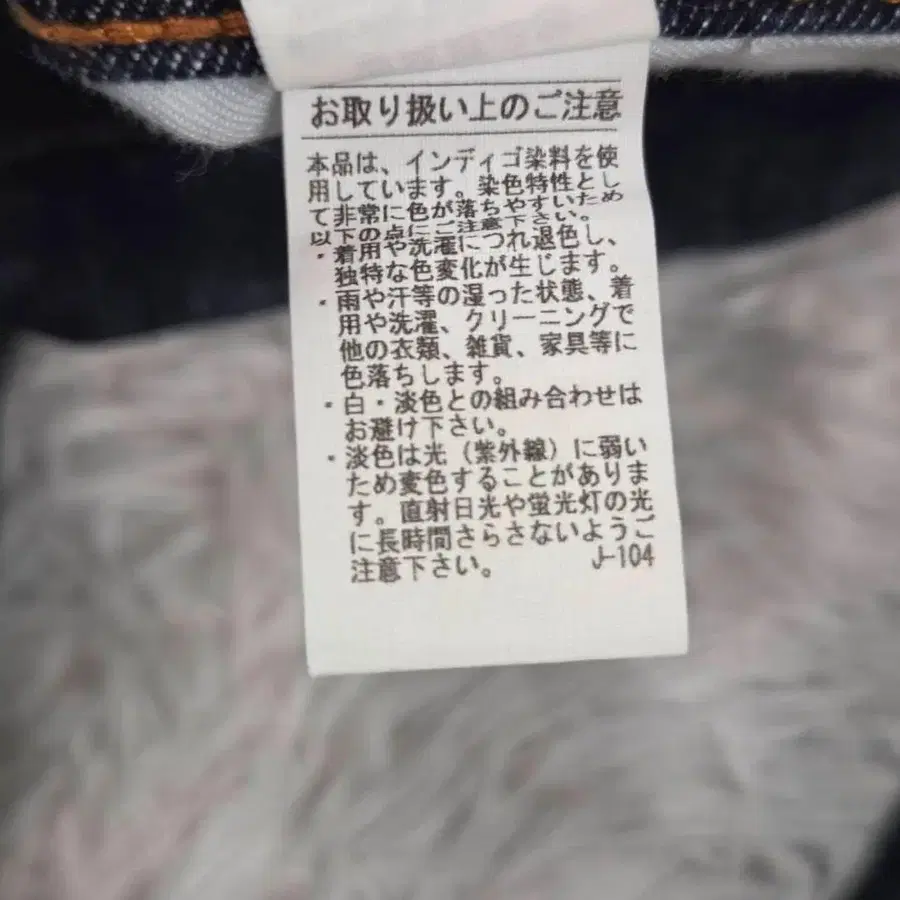 お取り扱い上のご注意
本品は、インディゴ染料を使
用しています。染色特性とし
て非常に色が落ちやすいため
以下の点にご注意下さい。
・着用や洗濯につれ退色し、
独特な色変化が生じます。
・雨や汗等の湿った状態、着
用や洗濯、クリーニングで
他の衣類、雑貨、家具等に
色落ちします。
・白・淡色との組み合わせは
お避け下さい。
・淡色は光（紫外線）に弱い
ため変色することがありま
す。直射日光や蛍光灯の光
に長時間さらさないようご
注意下さい。 J-104